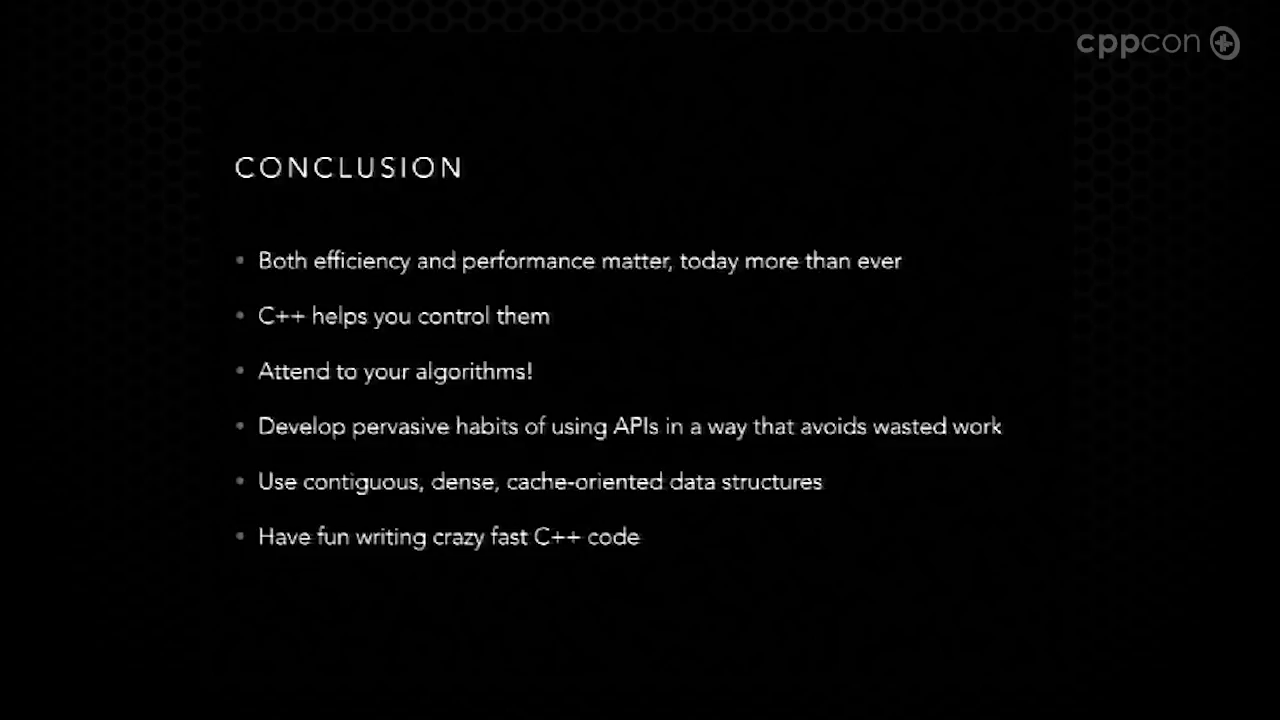 cppcon
CONCLUSION
• Both efficiency and performance matter, today more than ever
• C++ helps you control them
• Attend to your algorithms!
• Develop pervasive habits of using APIs in a way that avoids wasted work
• Use contiguous, dense, cache-oriented data structures
• Have fun writing crazy fast C++ code